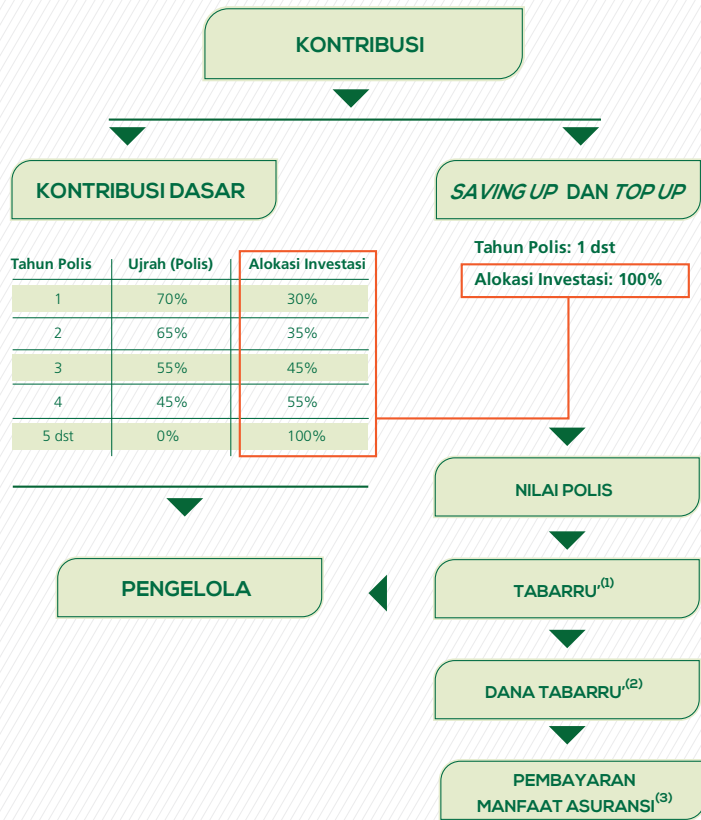 KONTRIBUSI
KONTRIBUSI DASAR
SAVING UP DAN TOP UP
Tahun Polis Ujrah (Polis) Alokasi Investasi
1 70% 30%
2 65% 35%
3 55% 45%
4 45% 55%
5 dst 0% 100%
Tahun Polis: 1 dst
Alokasi Investasi: 100%
NILAI POLIS
PENGELOLA
TABARRU'(1)
DANA TABARRU'(2)
PEMBAYARAN
MANFAAT ASURANSI(3)